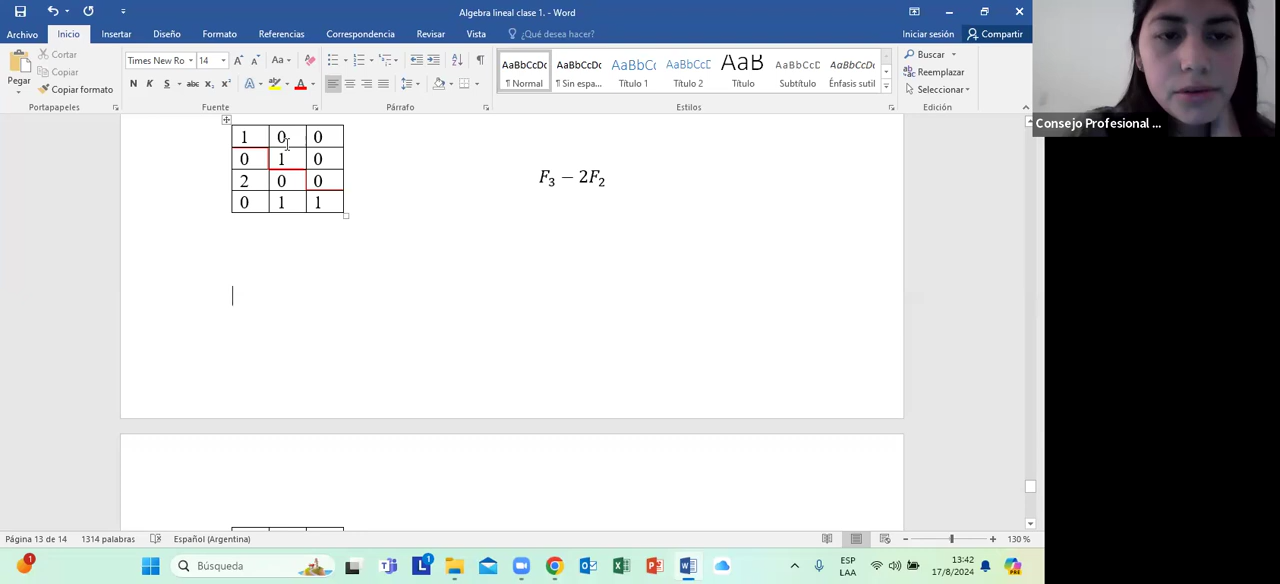 Algebra lineal clase 1. - Word
Archivo Inicio Insertar Diseño Formato Referencias Correspondencia Revisar Vista ¿Qué desea hacer? Iniciar sesión Compartir
Pegar
Cortar
Copiar
Copiar formato
Portapapeles
Times New Ro 14
N K S abc x₂ x²
Fuente
Párrafo
AaBbCcDc AaBbCcDc AaBbCc AaBbCcD AaB AaBbCcD AaBbCcDc
¶ Normal ¶ Sin espa... Título 1 Título 2 Título Subtítulo Énfasis sutil
Estilos
Buscar
Reemplazar
Seleccionar
Edición
Consejo Profesional ...
1 0 0
0 1 0
2 0 0
0 1 1
F₃ − 2F₂
Página 13 de 14 1314 palabras Español (Argentina) 130 %
Búsqueda
ESP
LAA
13:42
17/8/2024